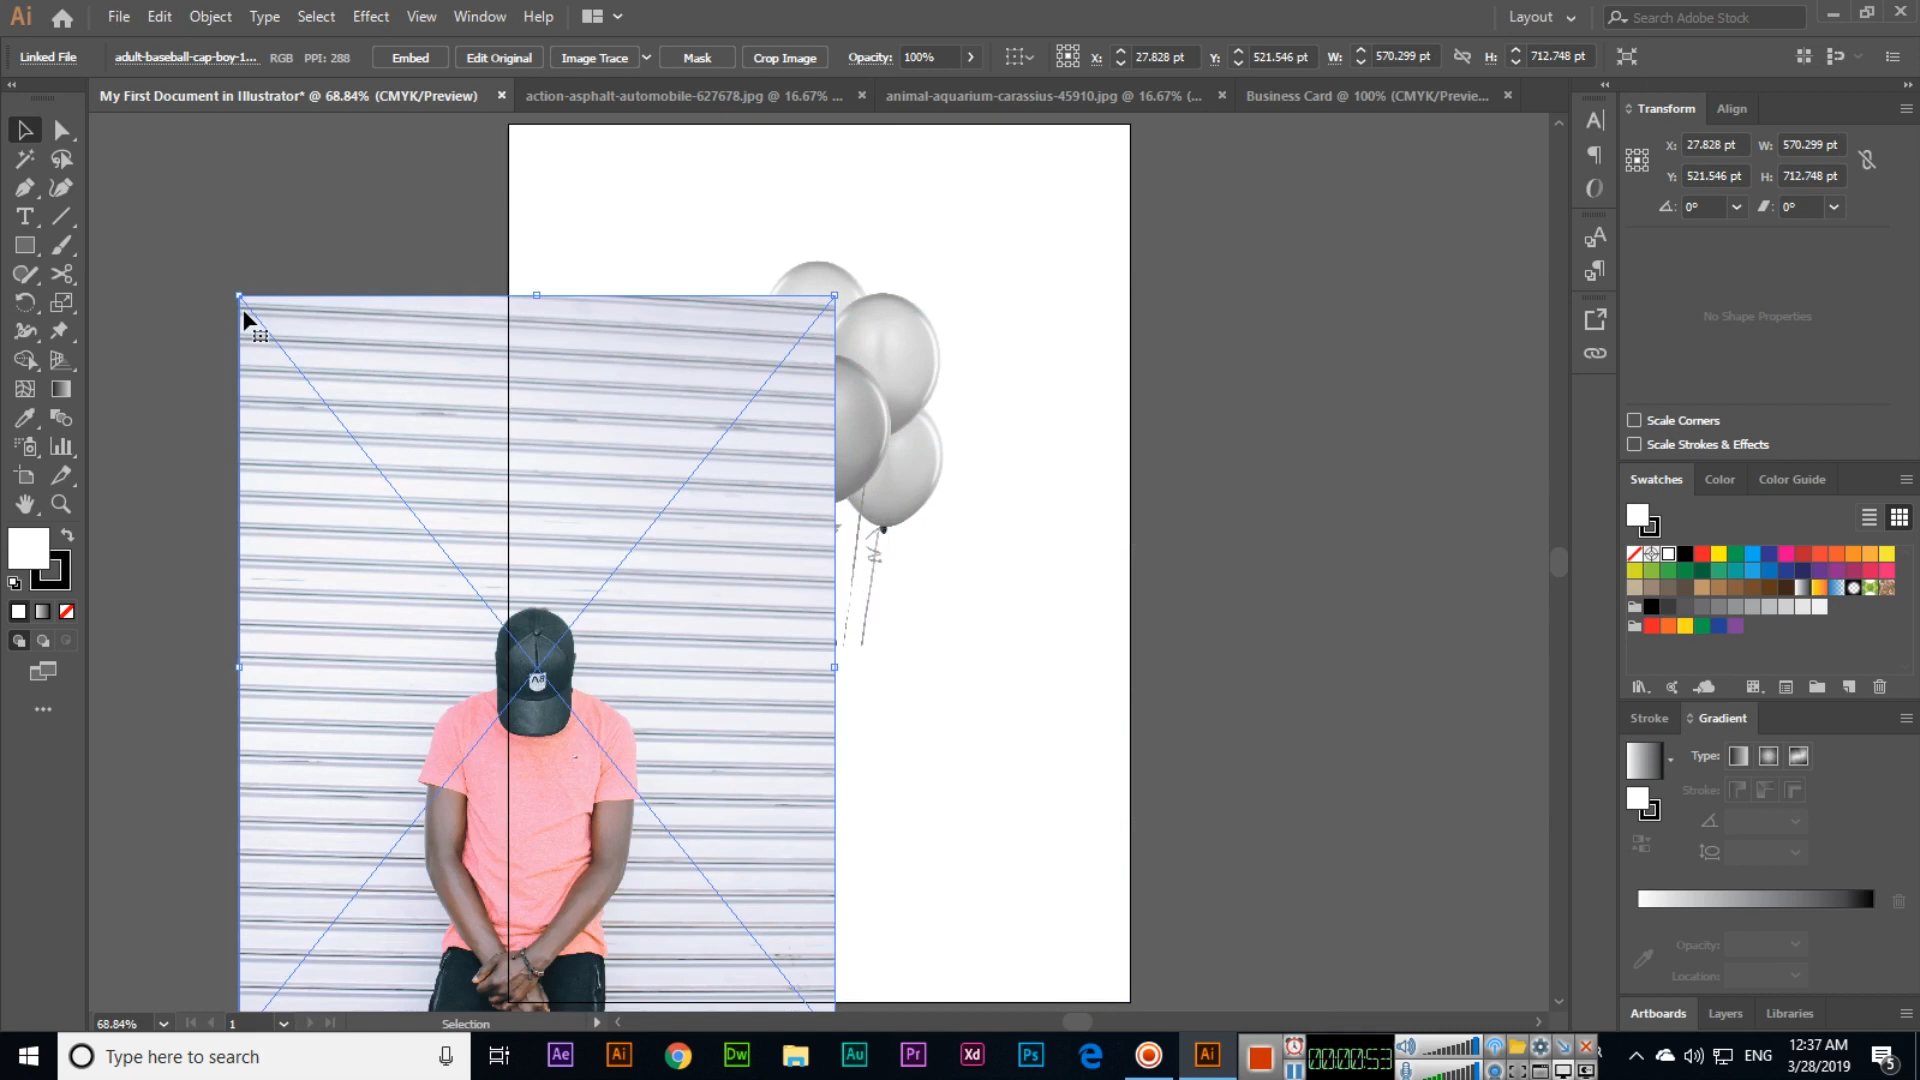 Ai File Edit Object Type Select Effect View Window Help Layout Search Adobe Stock
Linked File adult-baseball-cap-boy-1... RGB PPI: 288 Embed Edit Original Image Trace Mask Crop Image Opacity: 100% X: 27.828 pt Y: 521.546 pt W: 570.299 pt H: 712.748 pt
My First Document in Illustrator* @ 68.84% (CMYK/Preview) action-asphalt-automobile-627678.jpg @ 16.67% ... animal-aquarium-carassius-45910.jpg @ 16.67% (... Business Card @ 100% (CMYK/Previe...
Transform Align
X: 27.828 pt W: 570.299 pt
Y: 521.546 pt H: 712.748 pt
0° 0°
No Shape Properties
Scale Corners
Scale Strokes & Effects
Swatches Color Color Guide
Stroke Gradient
Type:
Stroke:
Opacity:
Location:
Artboards Layers Libraries
68.84% 1 Selection
Type here to search Ae Ai Dw Au Pr Xd Ps Ai 00:00:53 ENG 12:37 AM
3/28/2019 5